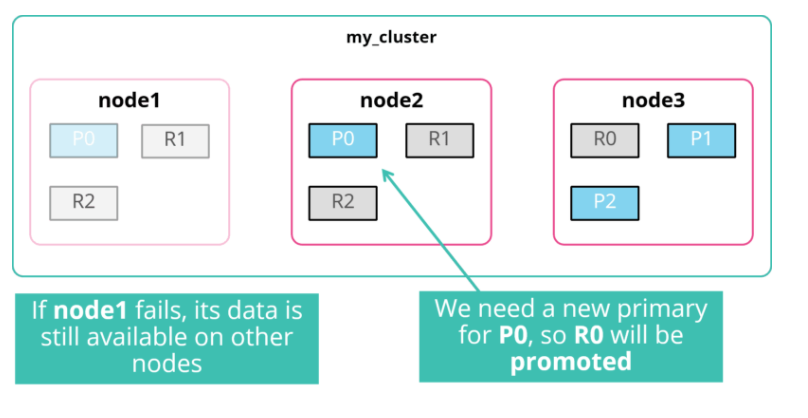 my_cluster
node1
P0
R1
R2
node2
P0
R1
R2
node3
R0
P1
P2
If node1 fails, its data is
still available on other
nodes
We need a new primary
for P0, so R0 will be
promoted